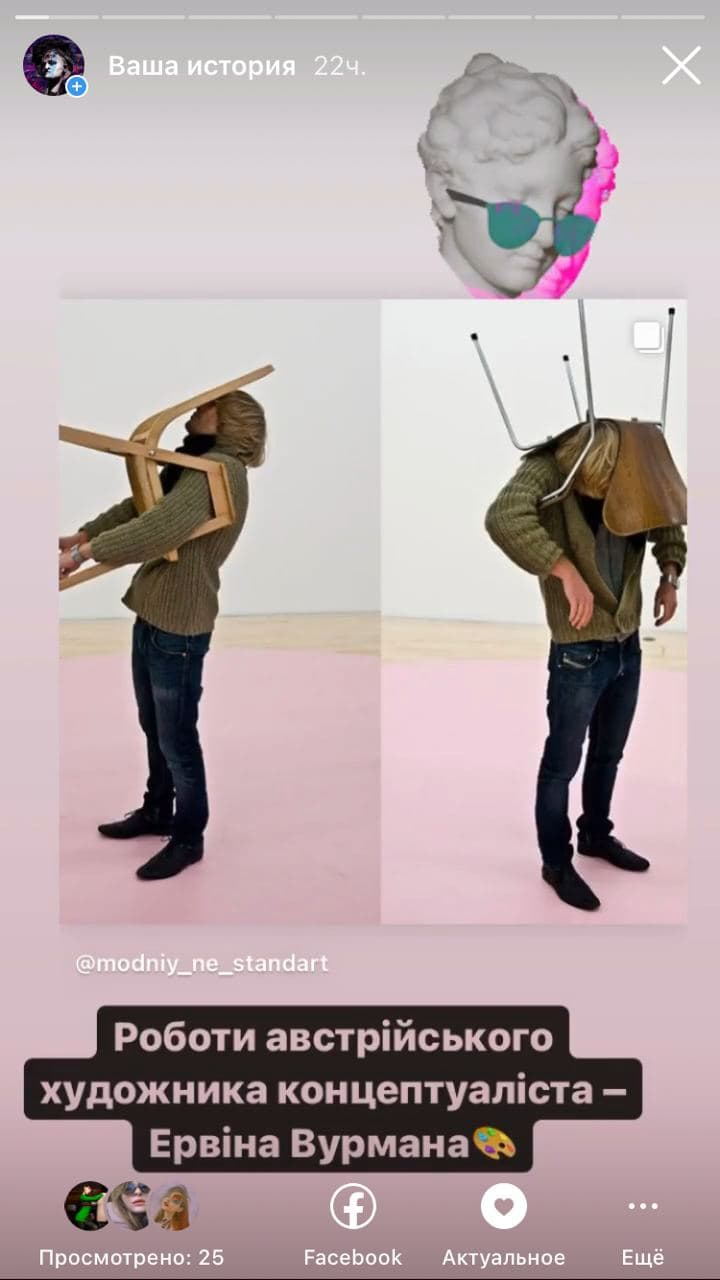 Ваша история 22ч.
@modniy_ne_standart
Роботи австрійського
художника концептуаліста –
Ервіна Вурмана🎨
Просмотрено: 25
Facebook
Актуальное
Ещё